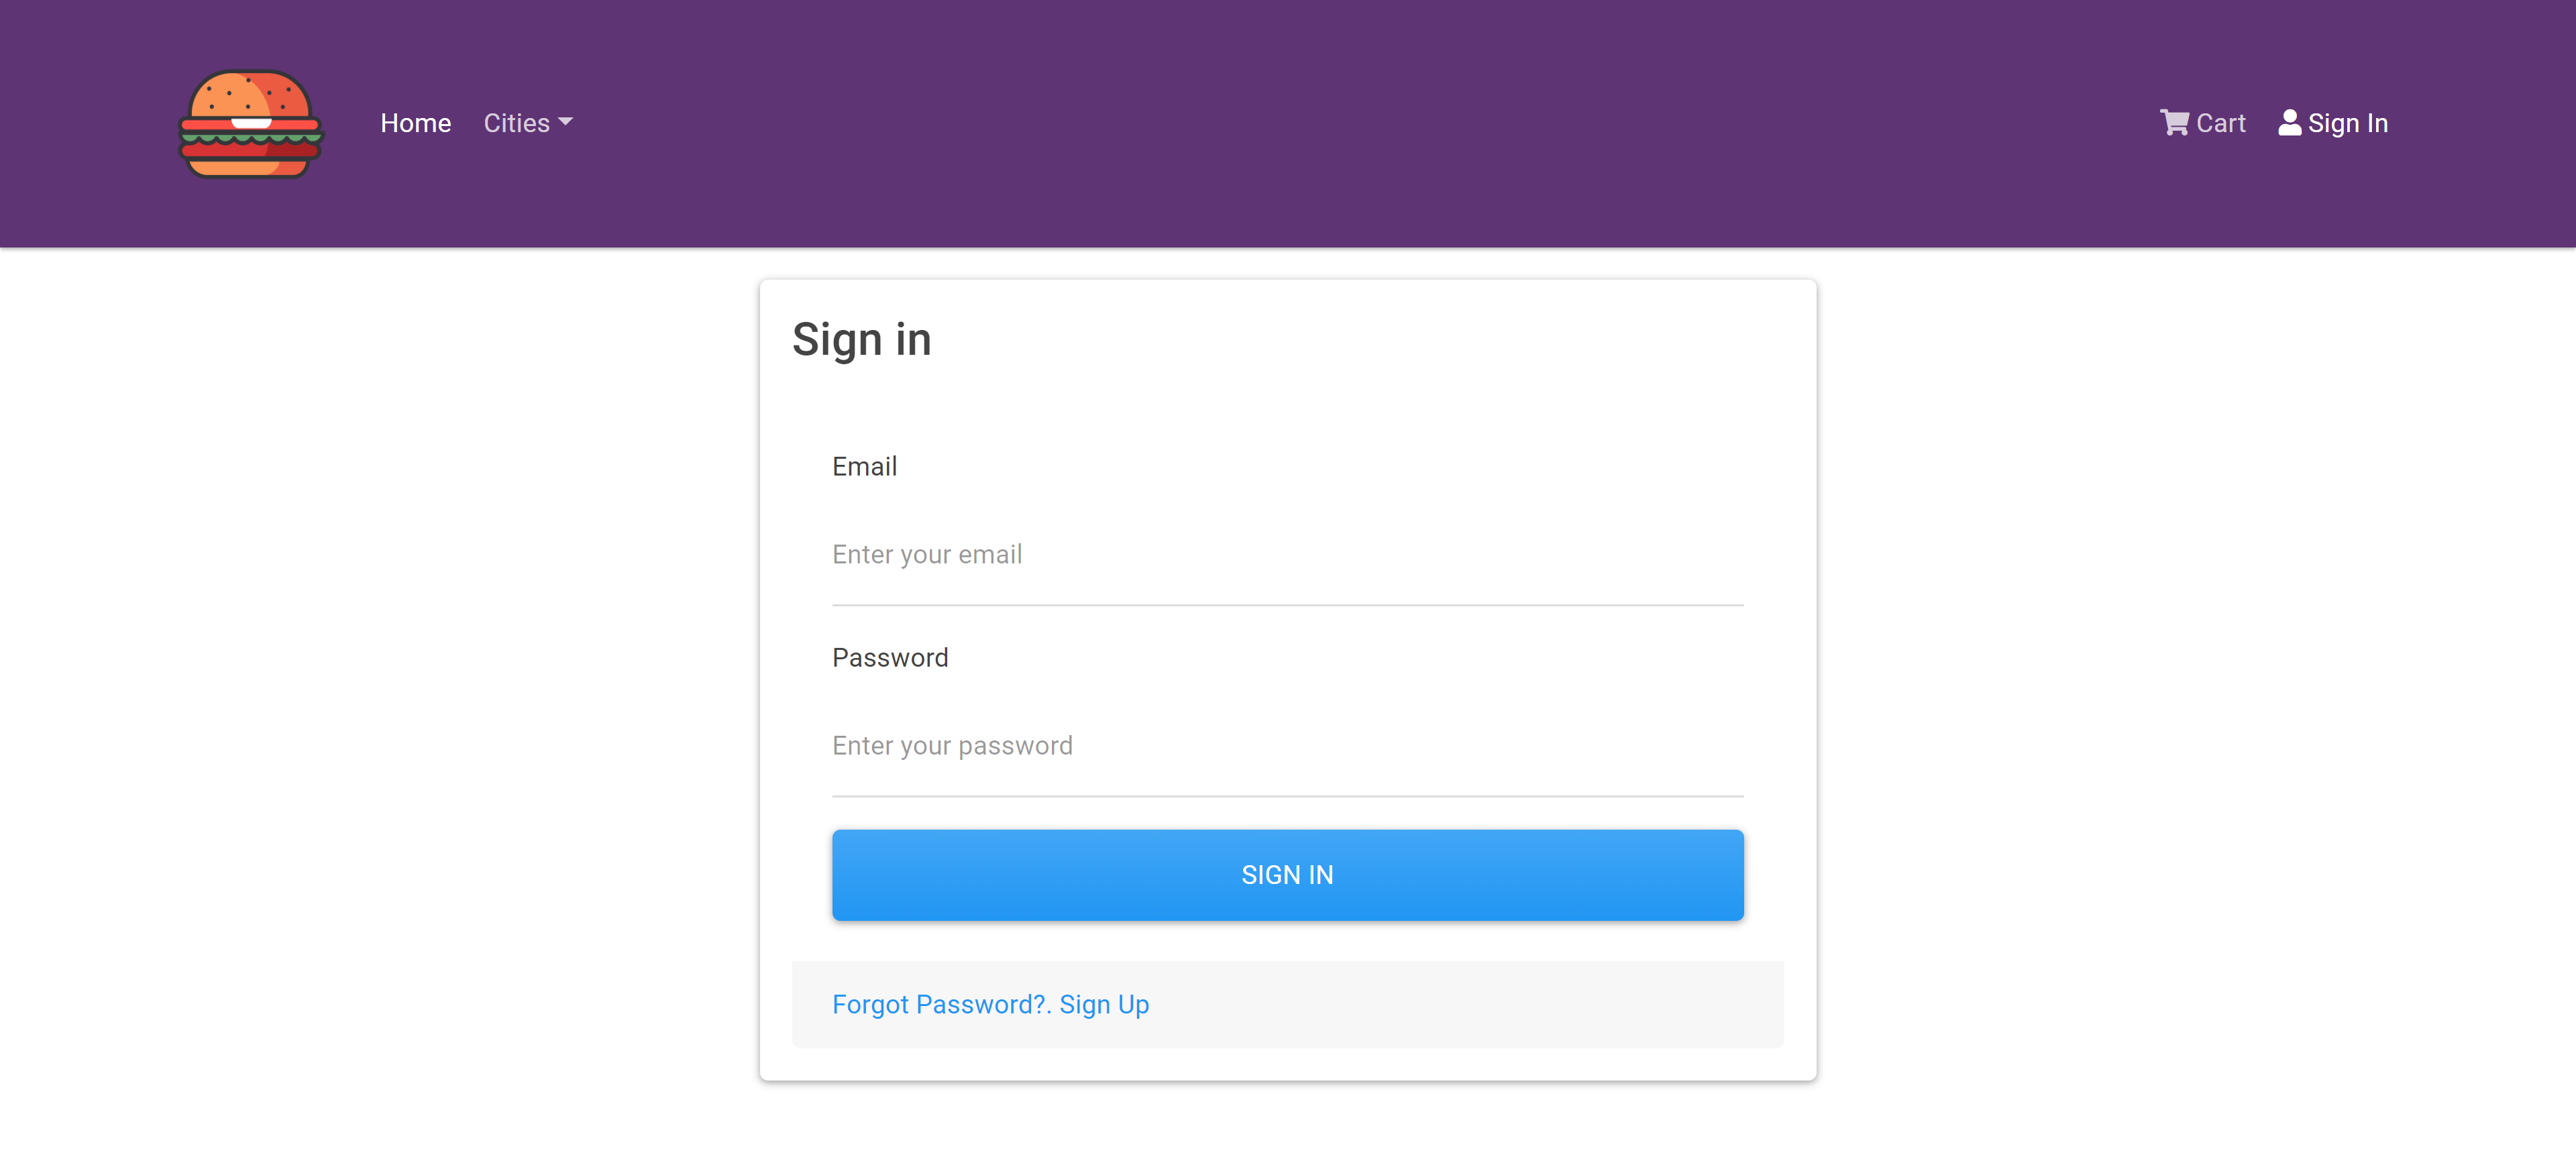 Home Cities Cart Sign In
Sign in
Email
Enter your email
Password
Enter your password
SIGN IN
Forgot Password?. Sign Up